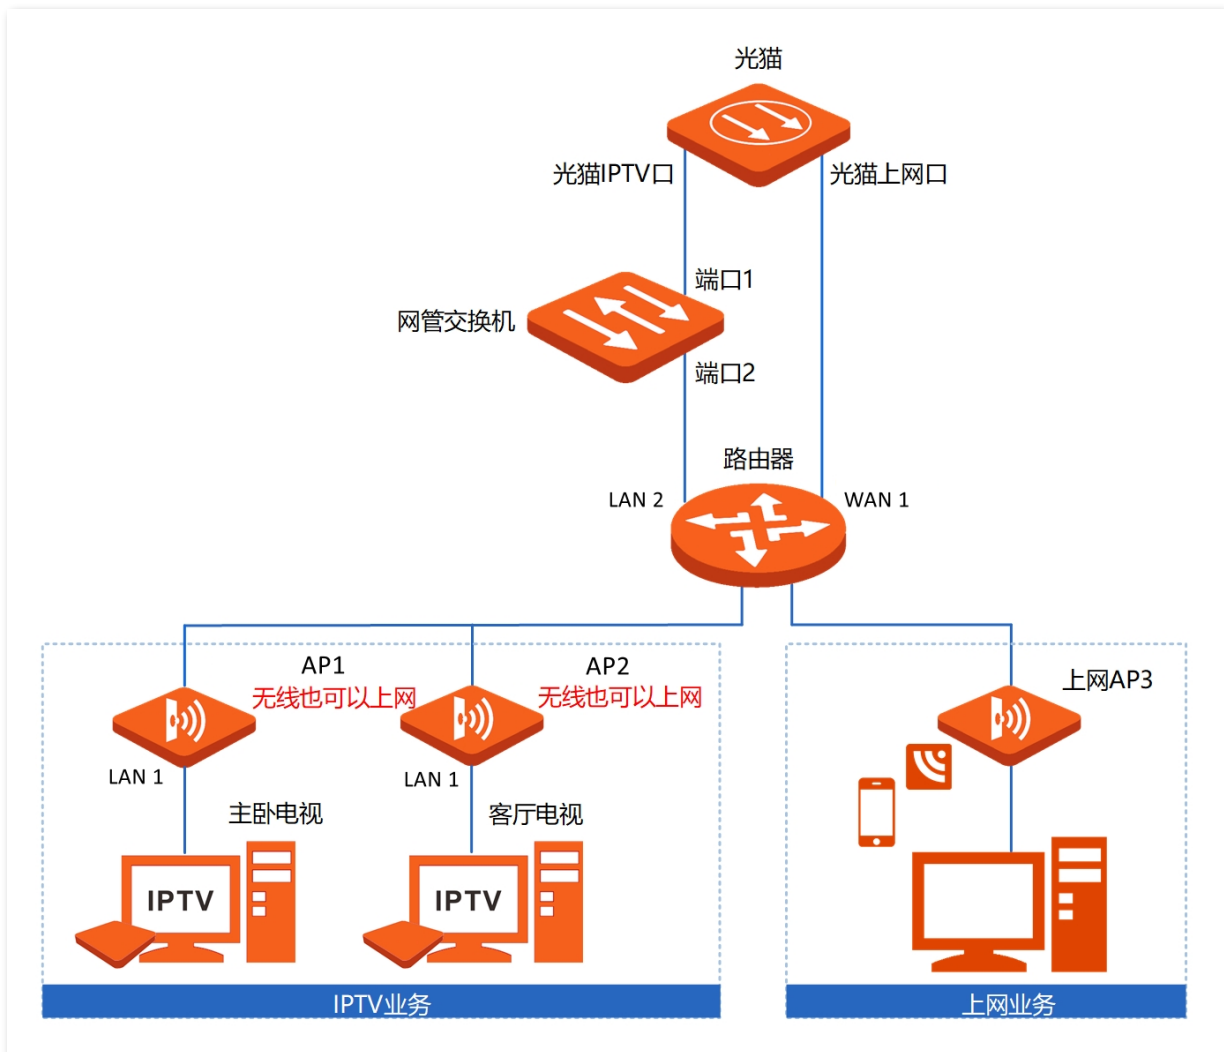 光猫
光猫IPTV口
光猫上网口
端口1
网管交换机
端口2
路由器
LAN 2
WAN 1
AP1
无线也可以上网
AP2
无线也可以上网
上网AP3
LAN 1
LAN 1
主卧电视
客厅电视
IPTV
IPTV
IPTV业务
上网业务